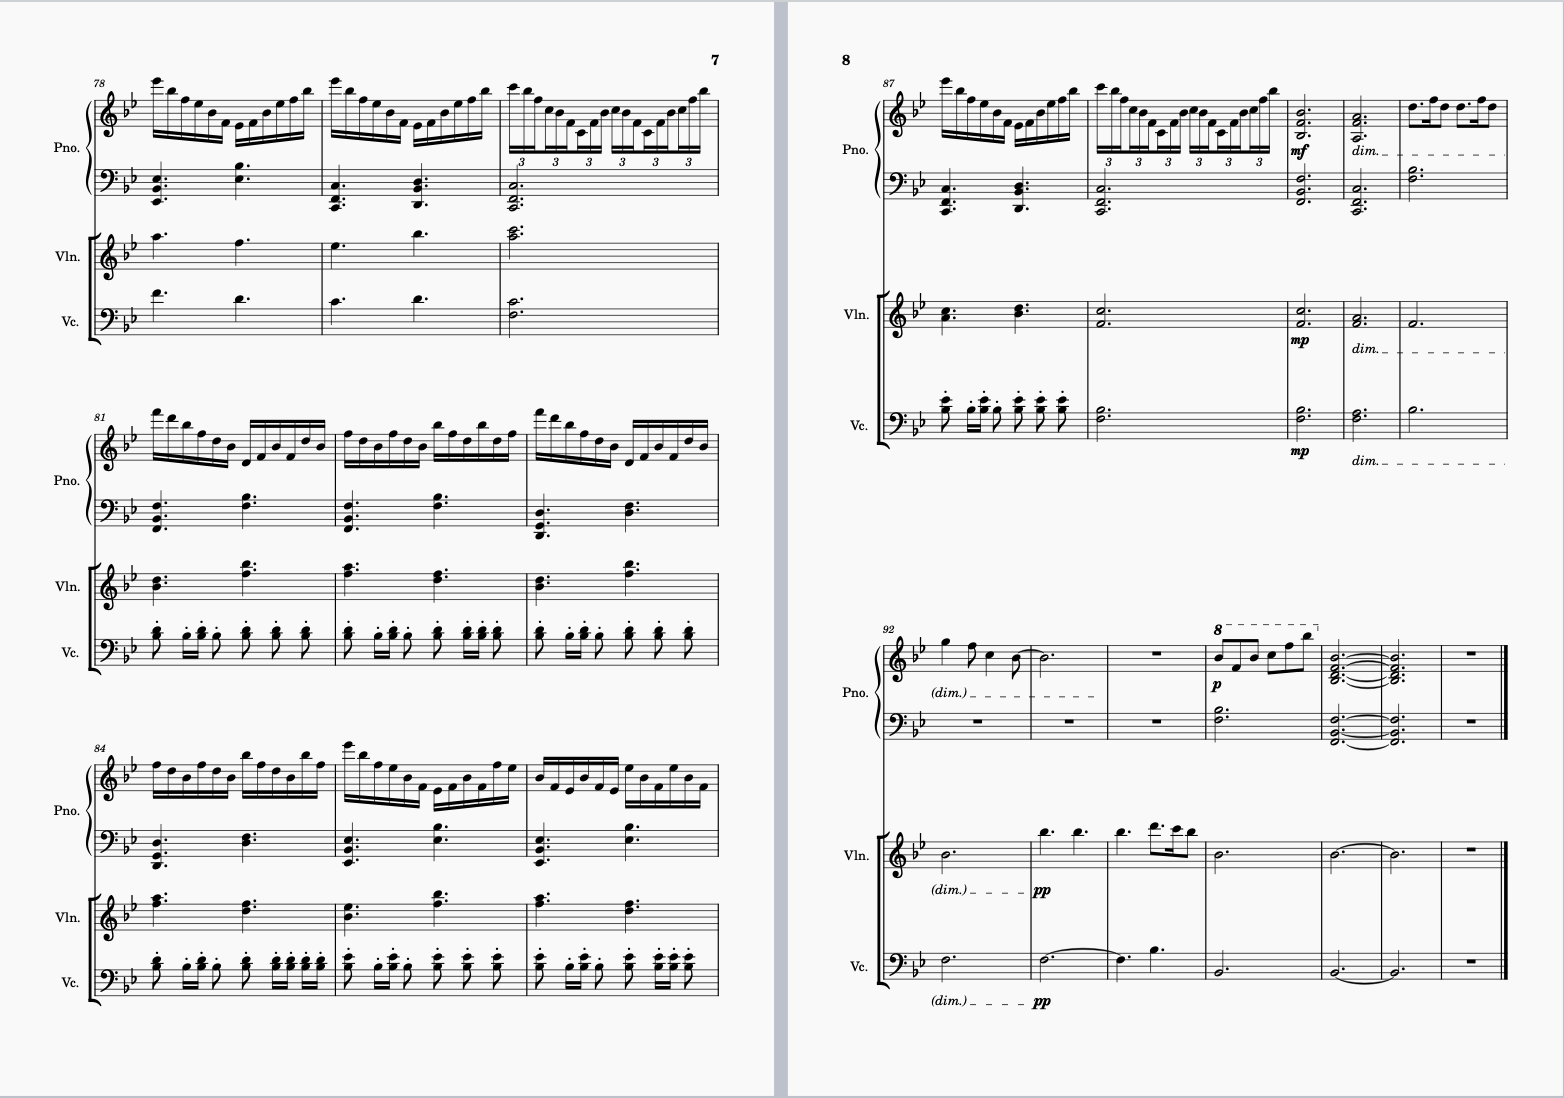 7
78
Pno.
3 3 3 3 3 3
Vln.
Vc.
81
Pno.
Vln.
Vc.
84
Pno.
Vln.
Vc.
8
87
Pno.
3 3 3 3 3 3
mf
dim.
Vln.
mp
dim.
Vc.
mp
dim.
92
8
Pno.
(dim.)
p
Vln.
(dim.)
pp
Vc.
(dim.)
pp